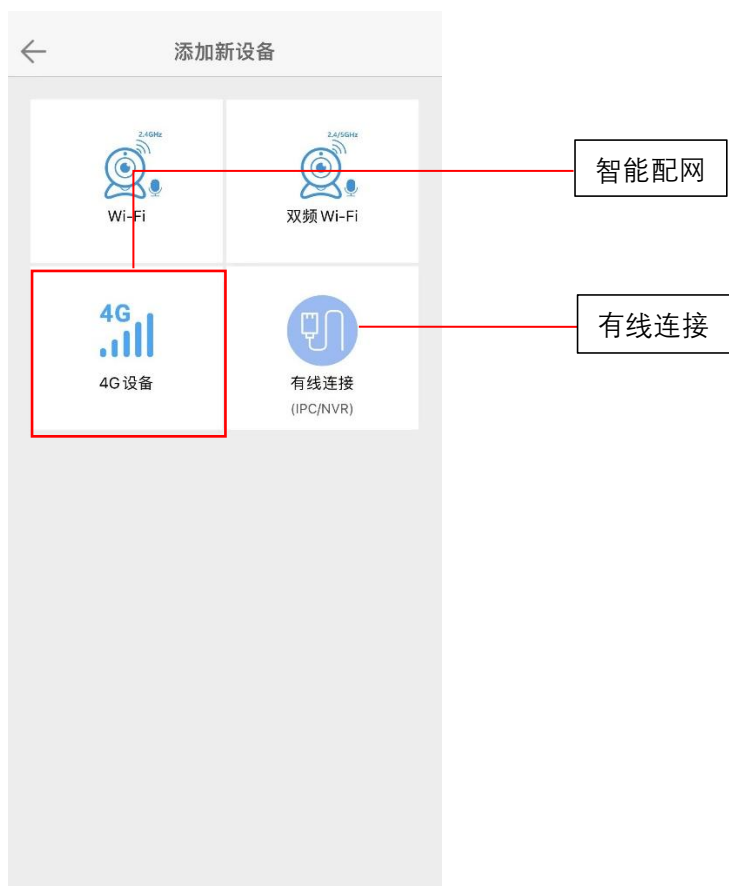 添加新设备
2.4GHz
2.4/5GHz
智能配网
Wi-Fi
双频 Wi-Fi
4G
有线连接
4G设备
有线连接
(IPC/NVR)